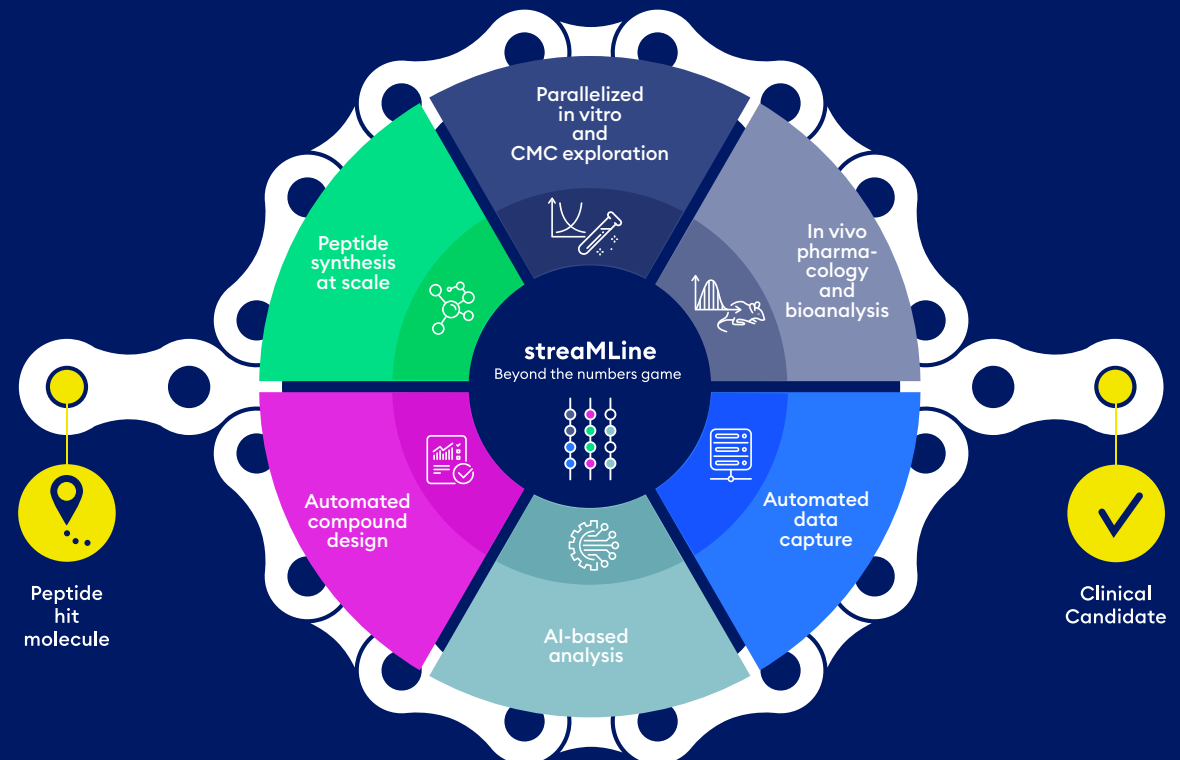 Parallelized
in vitro
and
CMC exploration
In vivo
pharma-
cology
and
bioanalysis
Peptide
synthesis
at scale
streaMLine
Beyond the numbers game
Automated
compound
design
Automated
data
capture
AI-based
analysis
Peptide
hit
molecule
Clinical
Candidate